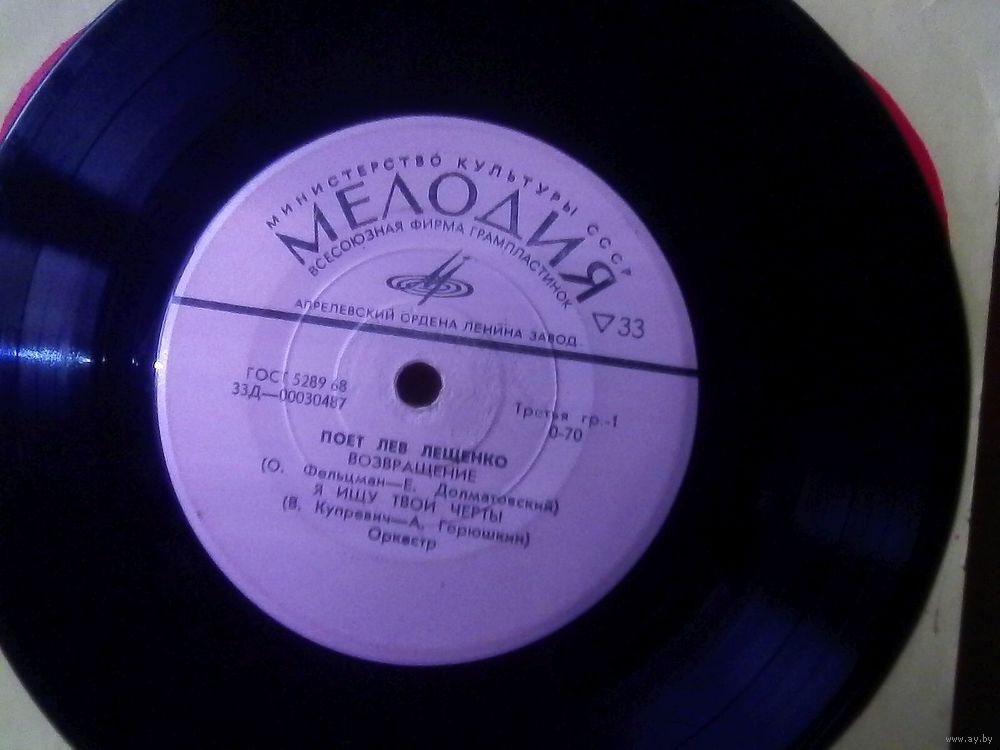 МИНИСТЕРСТВО КУЛЬТУРЫ СССР
МЕЛОДИЯ
ВСЕСОЮЗНАЯ ФИРМА ГРАМПЛАСТИНОК
АПРЕЛЕВСКИЙ ОРДЕНА ЛЕНИНА ЗАВОД
33
ГОСТ 5289 68
33Д—00030487
Третья гр.-1
0-70
ПОЕТ ЛЕВ ЛЕЩЕНКО
ВОЗВРАЩЕНИЕ
(О. Фельцман—Е. Долматовский)
Я ИЩУ ТВОИ ЧЕРТЫ
(В. Купревич—А. Горюшкин)
Оркестр
www.ay.by